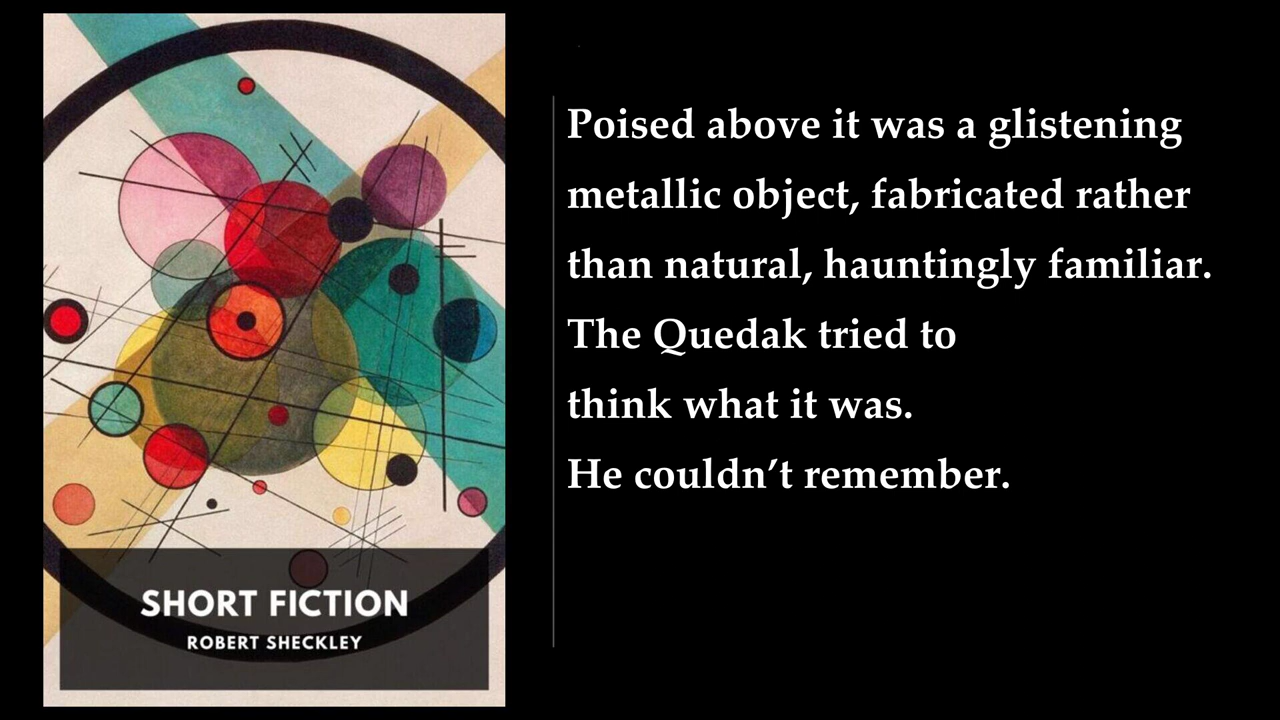 SHORT FICTION
ROBERT SHECKLEY
Poised above it was a glistening
metallic object, fabricated rather
than natural, hauntingly familiar.
The Quedak tried to
think what it was.
He couldn’t remember.